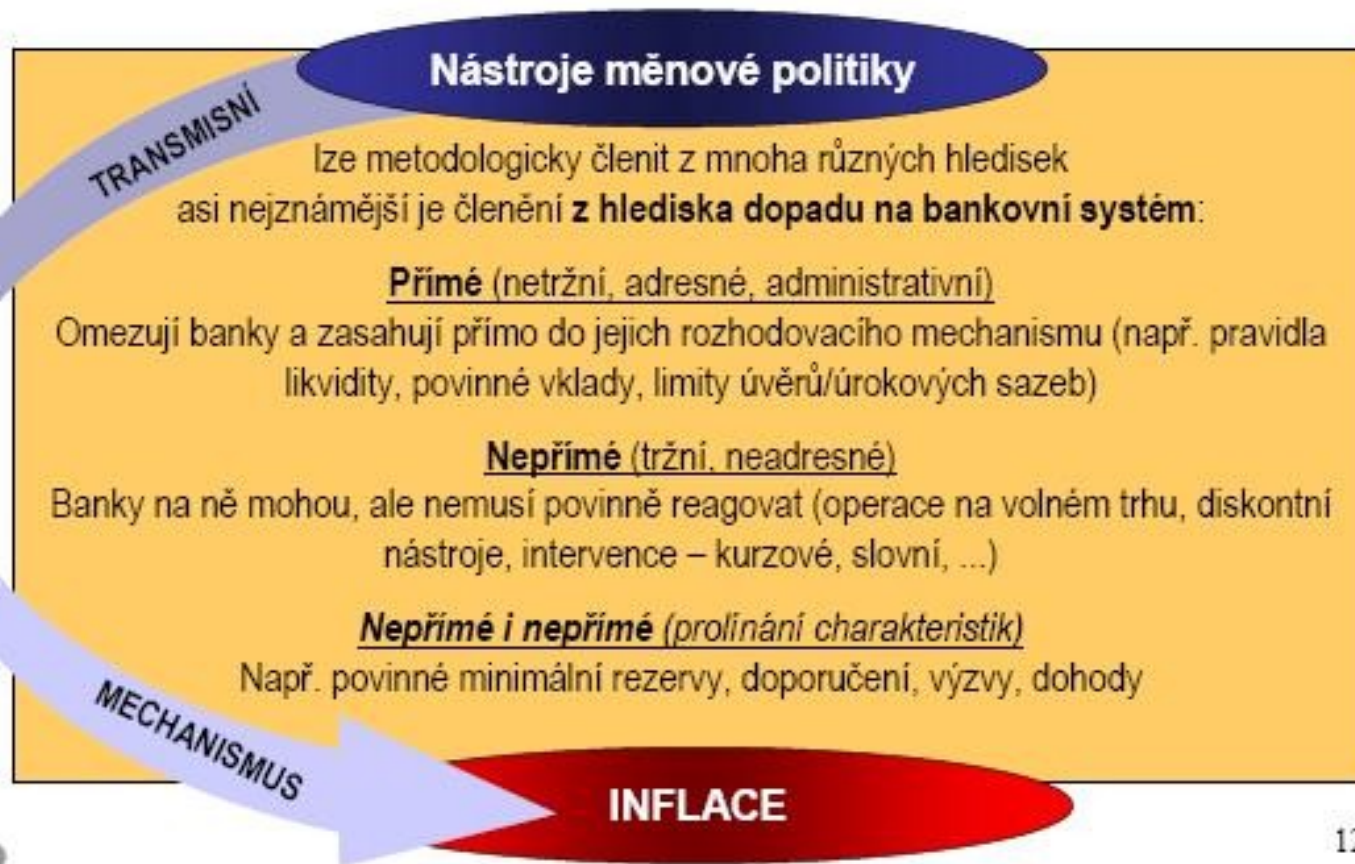 Nástroje měnové politiky
TRANSMISNÍ
lze metodologicky členit z mnoha různých hledisek
asi nejznámější je členění z hlediska dopadu na bankovní systém:
Přímé (netržní, adresné, administrativní)
Omezují banky a zasahují přímo do jejich rozhodovacího mechanismu (např. pravidla
likvidity, povinné vklady, limity úvěrů/úrokových sazeb)
Nepřímé (tržní, neadresné)
Banky na ně mohou, ale nemusí povinně reagovat (operace na volném trhu, diskontní
nástroje, intervence – kurzové, slovní, ...)
Nepřímé i nepřímé (prolínání charakteristik)
Např. povinné minimální rezervy, doporučení, výzvy, dohody
MECHANISMUS
INFLACE